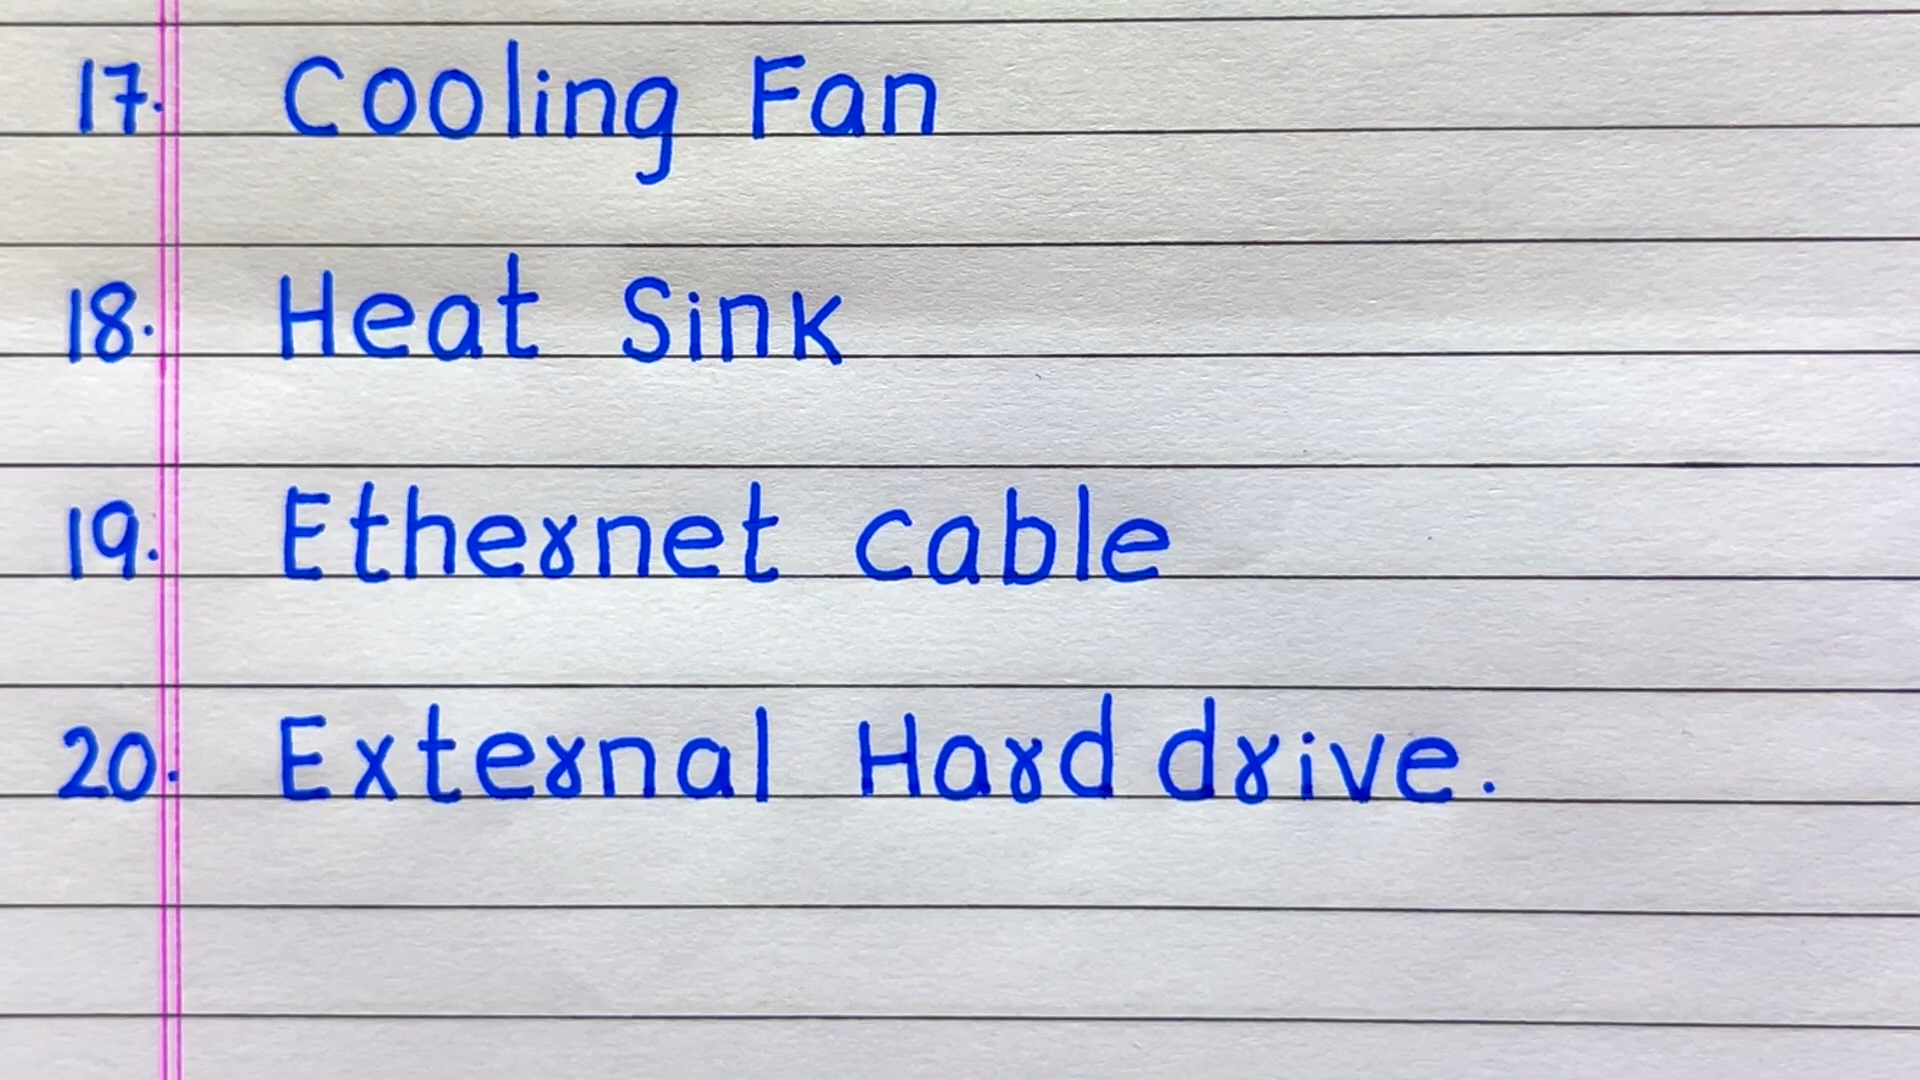 17. Cooling Fan
18. Heat Sink
19. Ethernet cable
20. External Hard drive.